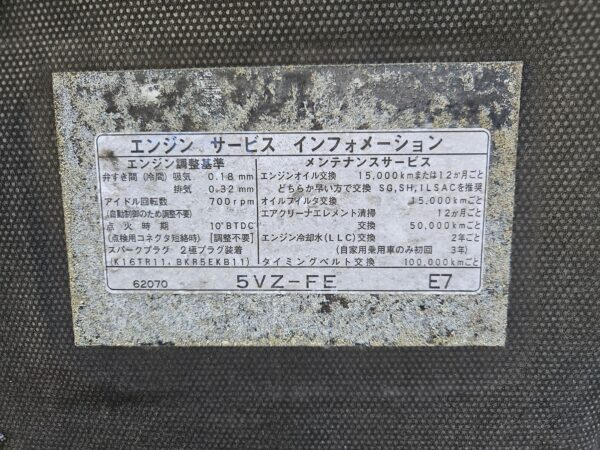 エンジン サービス インフォメーション
エンジン調整基準
弁すき間(冷間)吸気 0.18mm
排気 0.32mm
アイドル回転数 700rpm
(自動制御のため調整不要)
点火時期 10°BTDC
(点検用コネクタ短絡時)[調整不要]
スパークプラグ 2極プラグ装着
(K16TR11, BKR5EKB11)
メンテナンスサービス
エンジンオイル交換 15,000kmまたは12か月ごと
どちらか早い方で交換 SG,SH,ILSACを推奨
オイルフィルタ交換 15,000kmごと
エアクリーナエレメント清掃 12か月ごと
交換 50,000kmごと
エンジン冷却水(LLC)交換 2年ごと
(自家用乗用車のみ初回 3年)
タイミングベルト交換 100,000kmごと
62070 5VZ-FE E7